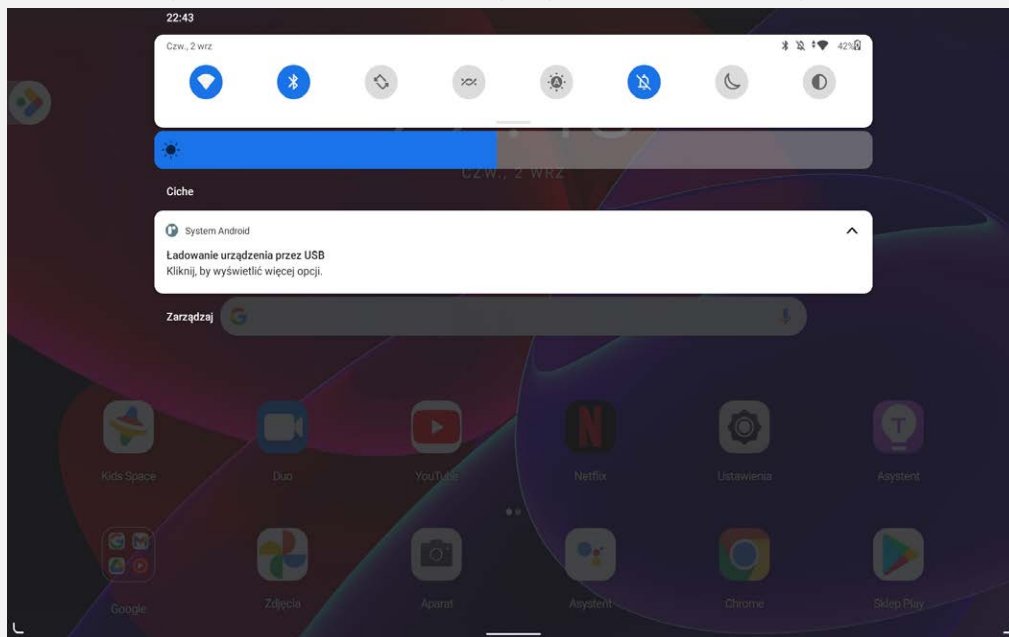 22:43
Czw., 2 wrz
42%
CZW., 2 WRZ
Ciche
System Android
Ładowanie urządzenia przez USB
Kliknij, by wyświetlić więcej opcji.
Zarządzaj
Kids Space
Duo
YouTube
Netflix
Ustawienia
Asystent
Google
Zdjęcia
Aparat
Asystent
Chrome
Sklep Play